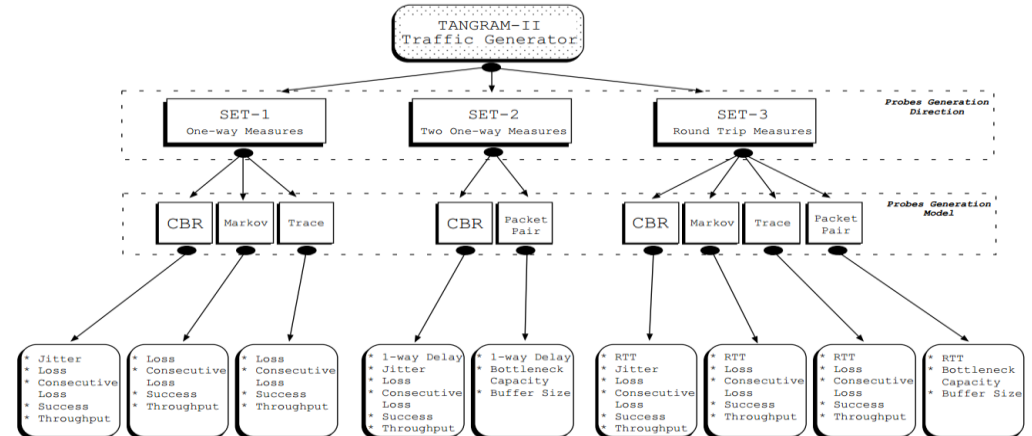 TANGRAM-II
Traffic Generator
SET-1
One-way Measures
SET-2
Two One-way Measures
SET-3
Round Trip Measures
Probes Generation
Direction
CBR
Markov
Trace
CBR
Packet
Pair
CBR
Markov
Trace
Packet
Pair
Probes Generation
Model
* Jitter
* Loss
* Consecutive
Loss
* Success
* Throughput
* Loss
* Consecutive
Loss
* Success
* Throughput
* Loss
* Consecutive
Loss
* Success
* Throughput
* 1-way Delay
* Jitter
* Loss
* Consecutive
Loss
* Success
* Throughput
* 1-way Delay
* Bottleneck
Capacity
* Buffer Size
* RTT
* Jitter
* Loss
* Consecutive
Loss
* Success
* Throughput
* RTT
* Loss
* Consecutive
Loss
* Success
* Throughput
* RTT
* Loss
* Consecutive
Loss
* Success
* Throughput
* RTT
* Bottleneck
Capacity
* Buffer Size